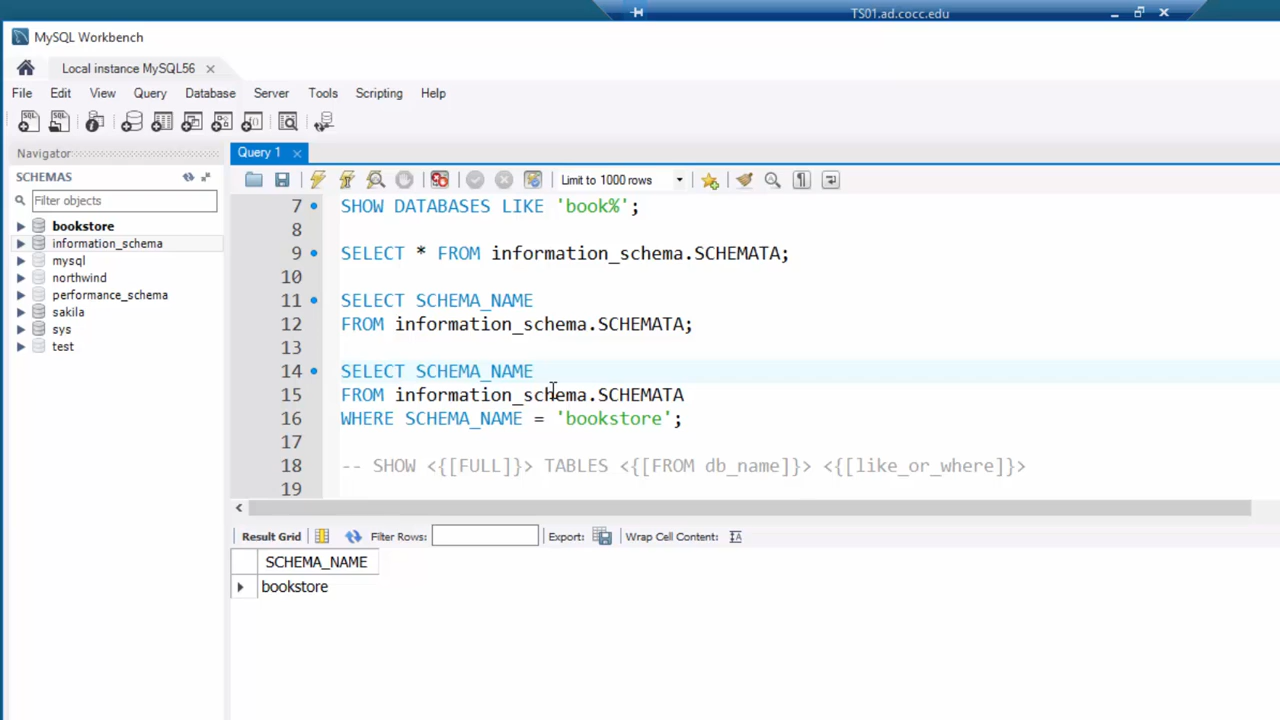 TS01.ad.cocc.edu
MySQL Workbench
Local instance MySQL56
File Edit View Query Database Server Tools Scripting Help
Navigator
Query 1
SCHEMAS
Filter objects
bookstore
information_schema
mysql
northwind
performance_schema
sakila
sys
test
Limit to 1000 rows
7 SHOW DATABASES LIKE 'book%';
8
9 SELECT * FROM information_schema.SCHEMATA;
10
11 SELECT SCHEMA_NAME
12 FROM information_schema.SCHEMATA;
13
14 SELECT SCHEMA_NAME
15 FROM information_schema.SCHEMATA
16 WHERE SCHEMA_NAME = 'bookstore';
17
18 -- SHOW <{[FULL]}> TABLES <{[FROM db_name]}> <{[like_or_where]}>
19
Result Grid Filter Rows: Export: Wrap Cell Content:
SCHEMA_NAME
bookstore